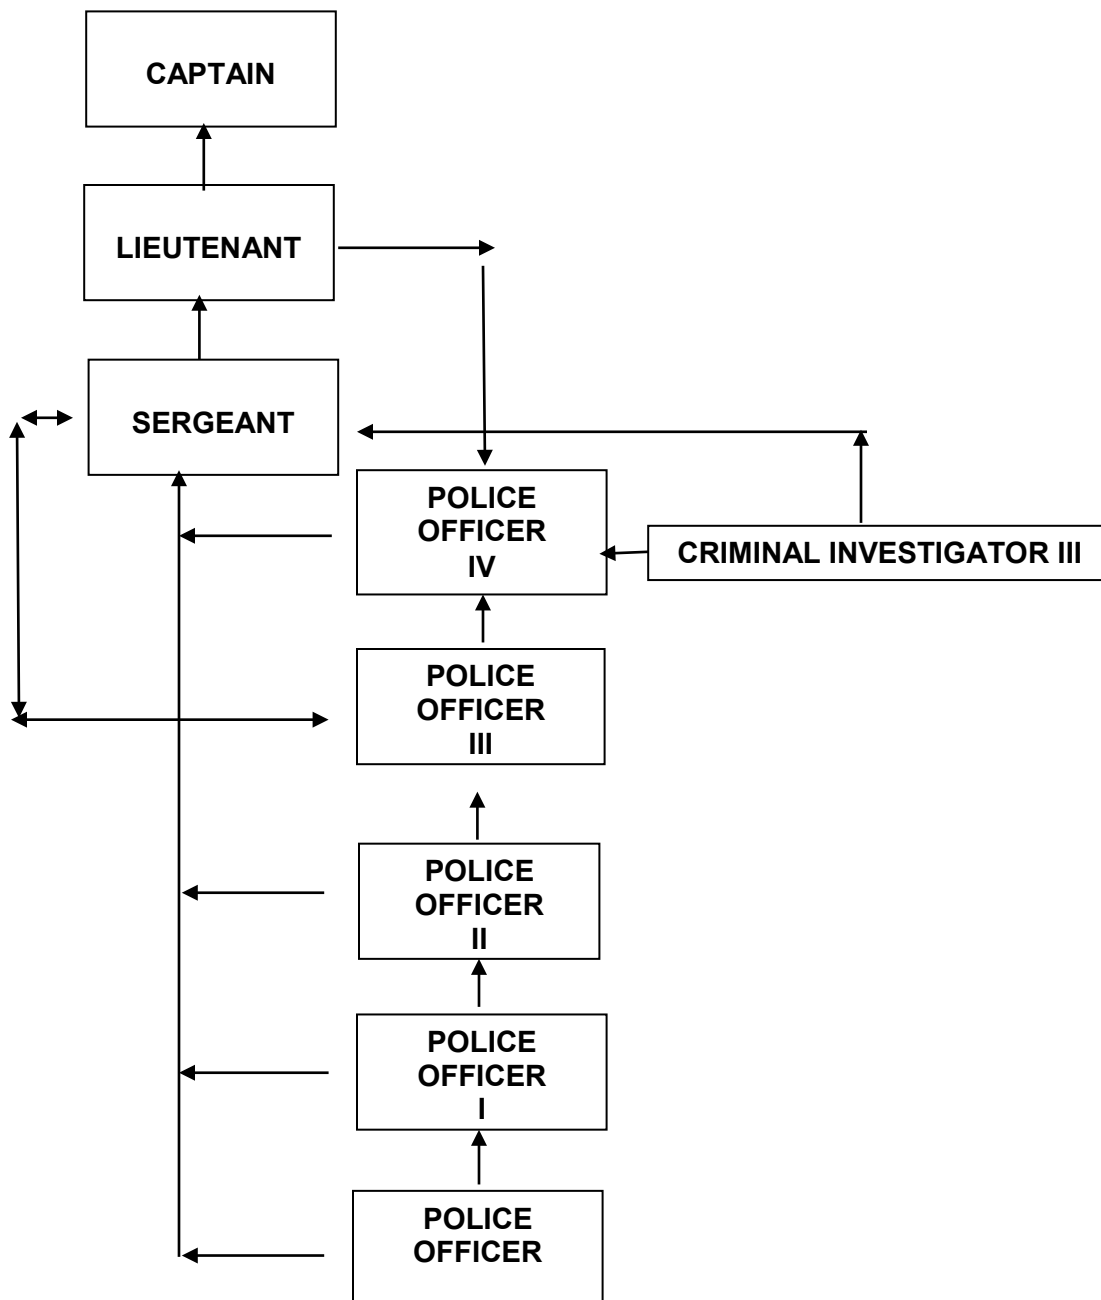 CAPTAIN
LIEUTENANT
SERGEANT
POLICE
OFFICER
IV
CRIMINAL INVESTIGATOR III
POLICE
OFFICER
III
POLICE
OFFICER
II
POLICE
OFFICER
I
POLICE
OFFICER